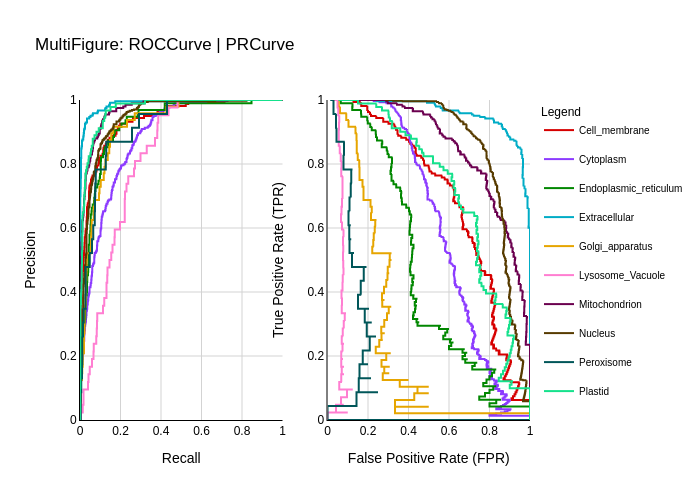 MultiFigure: ROCCurve | PRCurve
Precision
1
0.8
0.6
0.4
0.2
0
0 0.2 0.4 0.6 0.8 1
Recall
True Positive Rate (TPR)
1
0.8
0.6
0.4
0.2
0
0 0.2 0.4 0.6 0.8 1
False Positive Rate (FPR)
Legend
Cell_membrane
Cytoplasm
Endoplasmic_reticulum
Extracellular
Golgi_apparatus
Lysosome_Vacuole
Mitochondrion
Nucleus
Peroxisome
Plastid